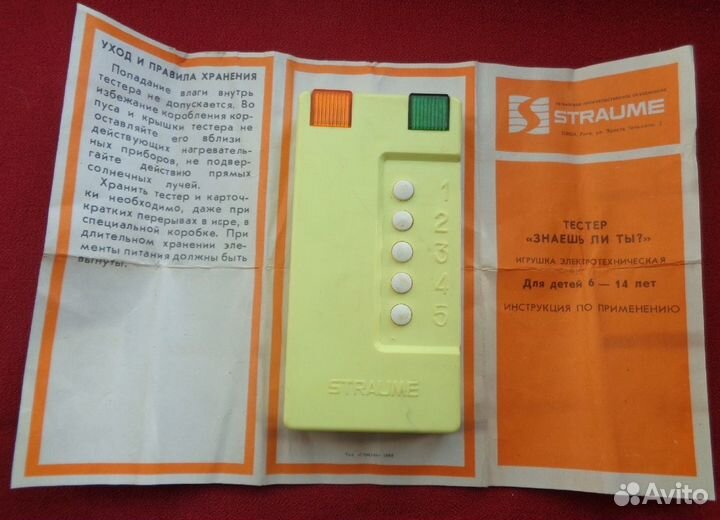 УХОД И ПРАВИЛА ХРАНЕНИЯ
Попадание влаги внутрь
тестера не допускается. Во
избежание коробления кор-
пуса и крышки тестера не
оставляйте его вблизи
действующих нагреватель-
ных приборов, не подвер-
гайте действию прямых
солнечных лучей.
Хранить тестер и карточ-
ки необходимо, даже при
кратких перерывах в игре, в
специальной коробке. При
длительном хранении эле-
менты питания должны быть
вынуты.
1
2
3
4
5
STRAUME
STRAUME
ТЕСТЕР
«ЗНАЕШЬ ЛИ ТЫ?»
ИГРУШКА ЭЛЕКТРОТЕХНИЧЕСКАЯ
Для детей 6 — 14 лет
ИНСТРУКЦИЯ ПО ПРИМЕНЕНИЮ
Avito